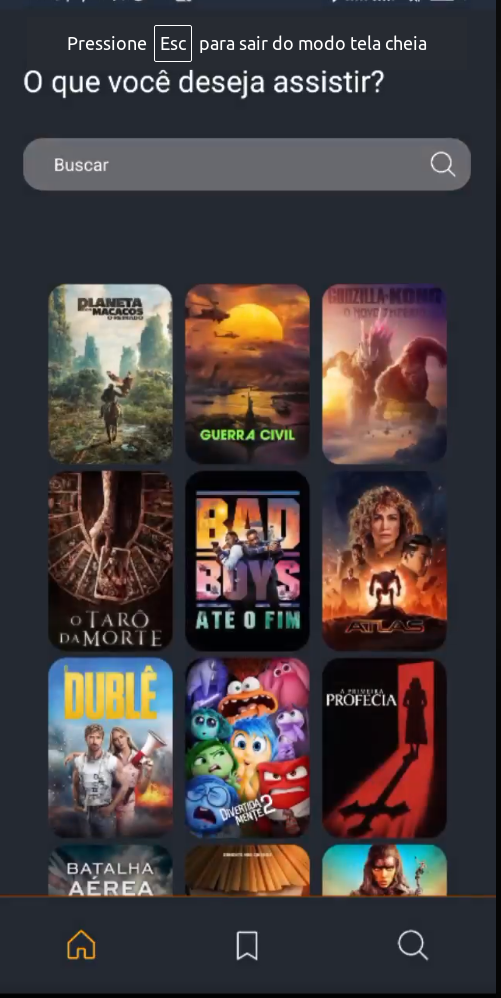 Pressione Esc para sair do modo tela cheia
O que você deseja assistir?
Buscar
PLANETA
DOS MACACOS
O REINADO
GUERRA CIVIL
GODZILLA KONG
O NOVO IMPÉRIO
O TARÔ
DA MORTE
BAD
BOYS
ATÉ O FIM
ATLAS
DUBLÊ
DIVERTIDA
MENTE 2
A PRIMEIRA
PROFECIA
BATALHA
AÉREA